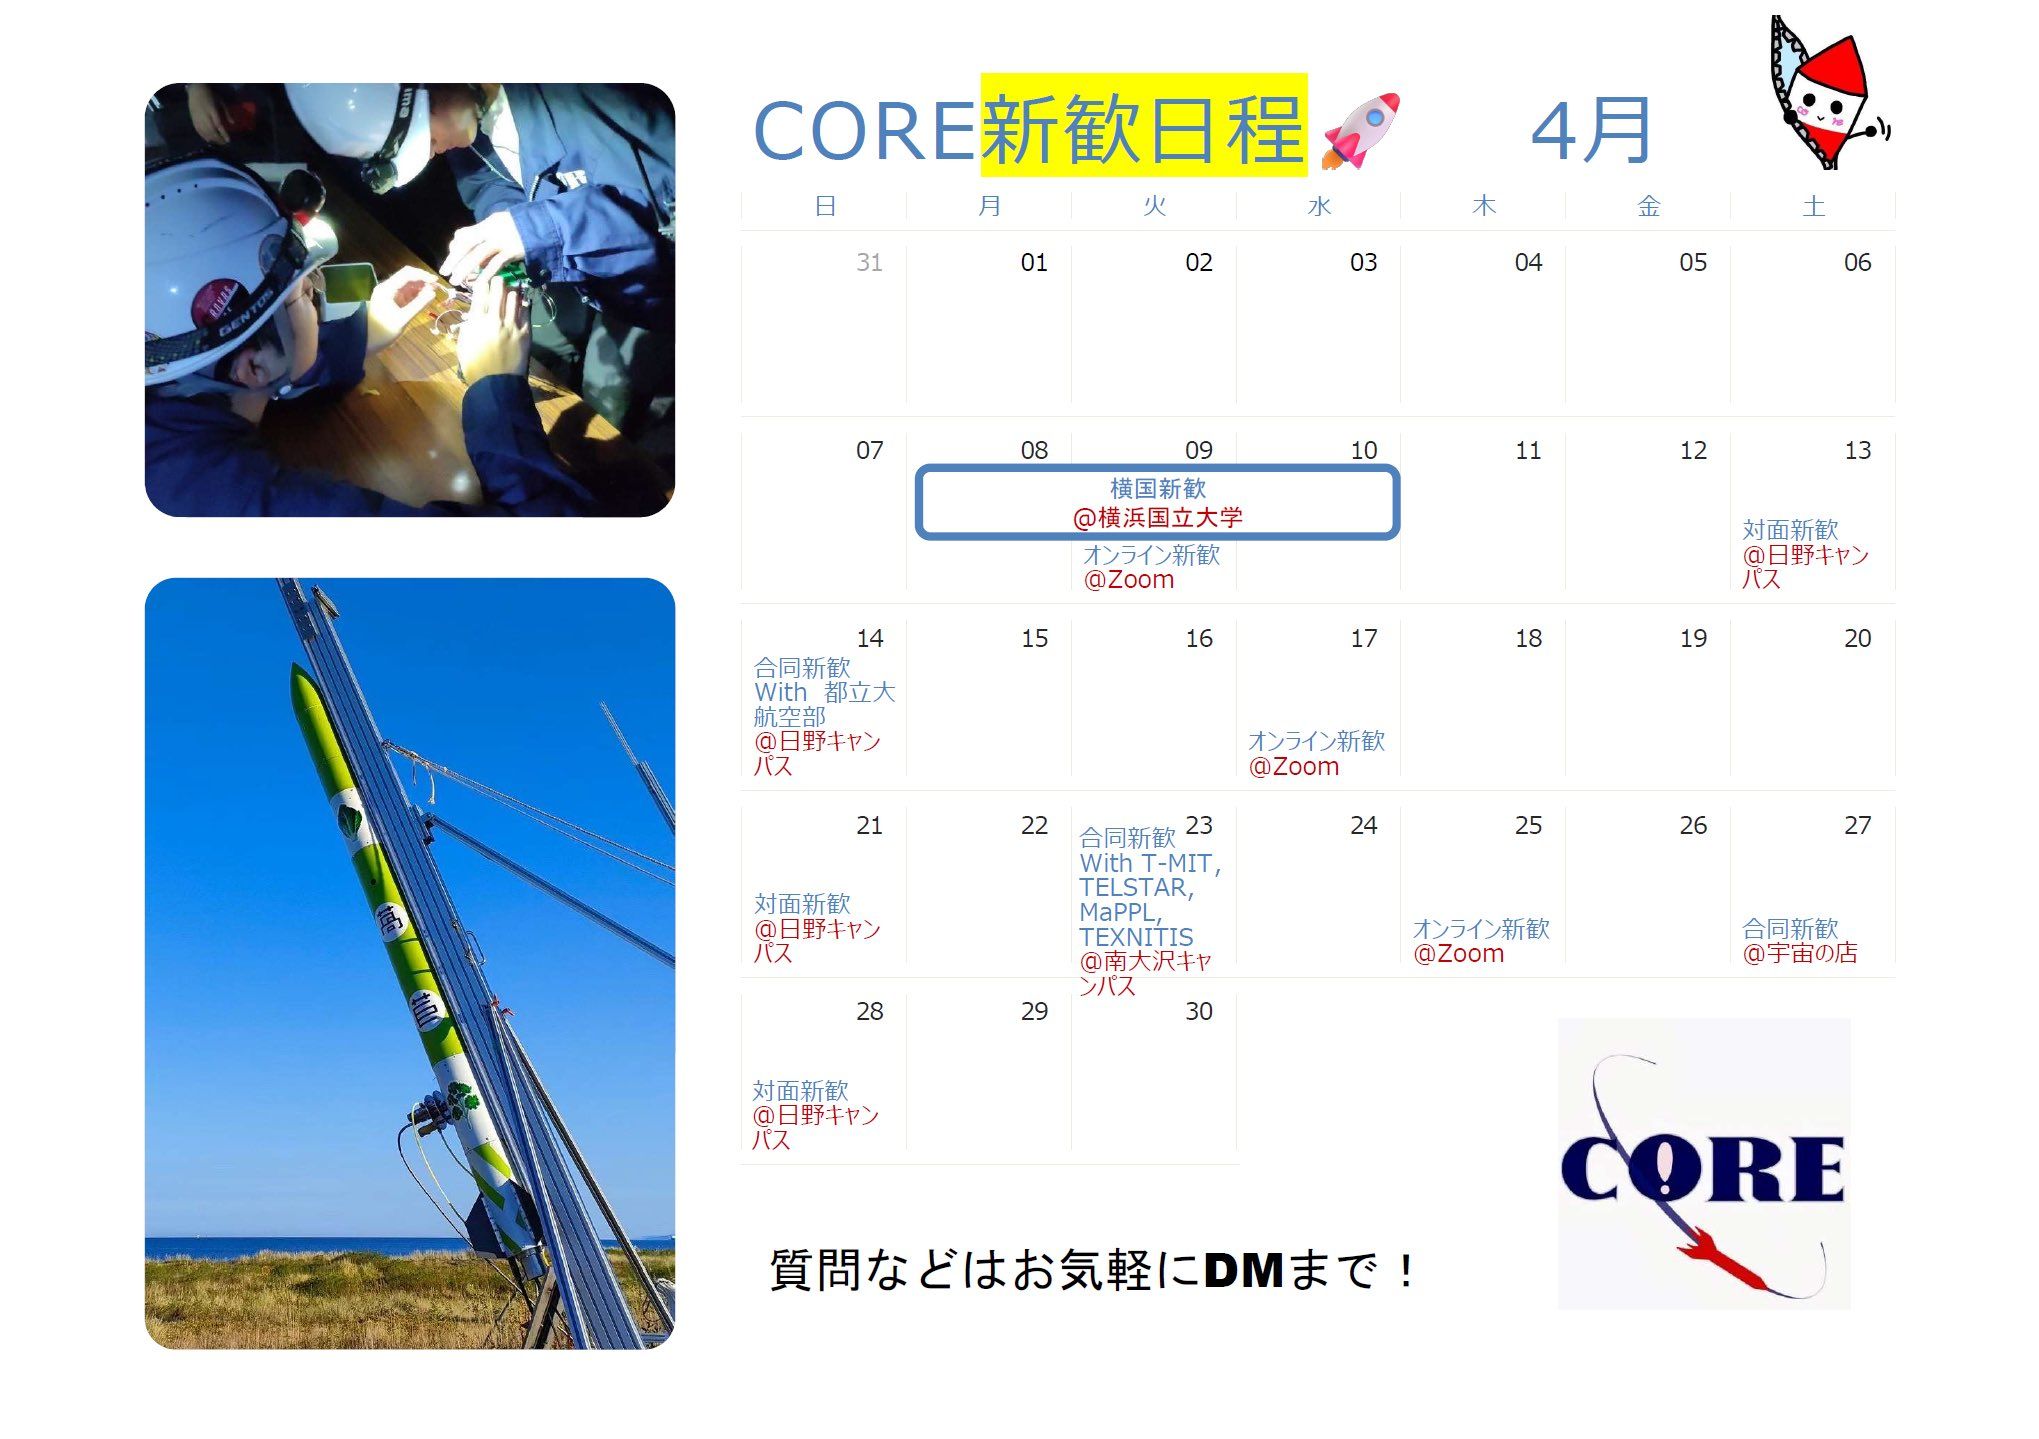 CORE新歓日程🚀 4月
日 月 火 水 木 金 土
31 01 02 03 04 05 06
07 08 09 10 11 12 13
横国新歓
@横浜国立大学
オンライン新歓
@Zoom
対面新歓
@日野キャン
パス
14 15 16 17 18 19 20
合同新歓
With 都立大
航空部
@日野キャン
パス
オンライン新歓
@Zoom
21 22 23 24 25 26 27
対面新歓
@日野キャン
パス
合同新歓
With T-MIT,
TELSTAR,
MaPPL,
TEXNITIS
@南大沢キャ
ンパス
オンライン新歓
@Zoom
合同新歓
@宇宙の店
28 29 30
対面新歓
@日野キャン
パス
質問などはお気軽にDMまで！
CORE
GENTOS